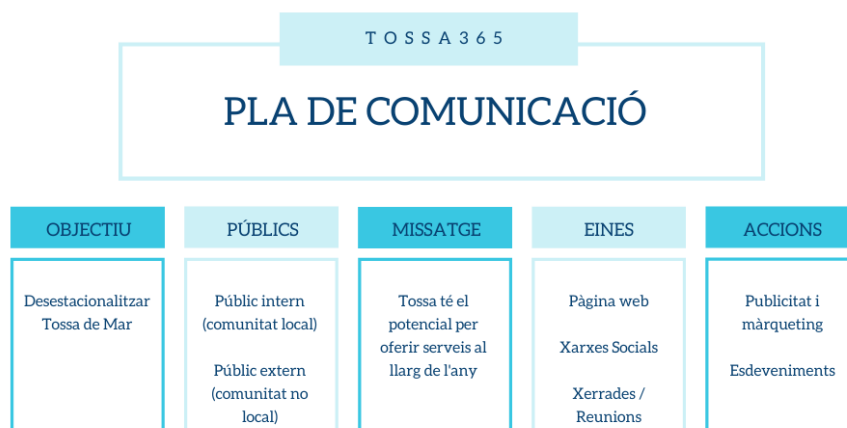 TOSSA365
PLA DE COMUNICACIÓ
OBJECTIU
Desestacionalitzar
Tossa de Mar
PÚBLICS
Públic intern
(comunitat local)
Públic extern
(comunitat no
local)
MISSATGE
Tossa té el
potencial per
oferir serveis al
llarg de l'any
EINES
Pàgina web
Xarxes Socials
Xerrades /
Reunions
ACCIONS
Publicitat i
màrqueting
Esdeveniments